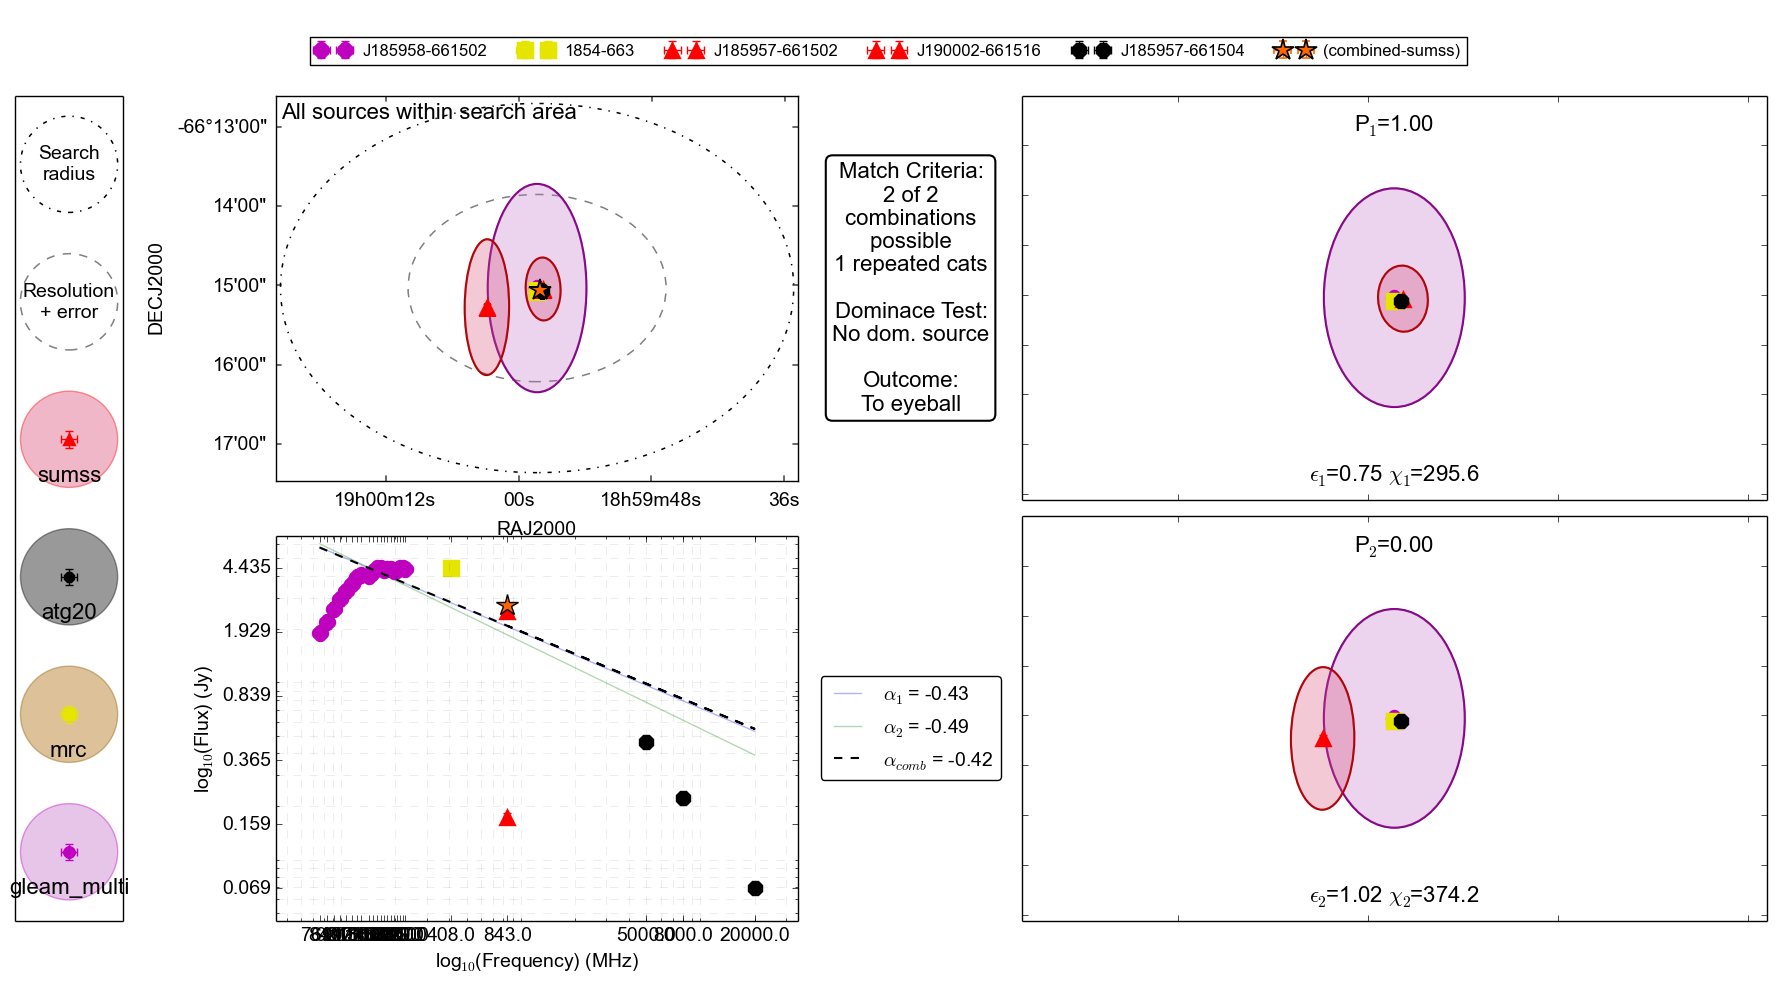 J185958-661502 1854-663 J185957-661502 J190002-661516 J185957-661504 (combined-sumss)
Search
radius
Resolution
+ error
sumss
atg20
mrc
gleam_multi
All sources within search area
DECJ2000
-66°13'00"
14'00"
15'00"
16'00"
17'00"
19h00m12s 00s 18h59m48s 36s
RAJ2000
Match Criteria:
2 of 2
combinations
possible
1 repeated cats
Dominace Test:
No dom. source
Outcome:
To eyeball
P1=1.00
ϵ1=0.75 χ1=295.6
log10(Flux) (Jy)
4.435
1.929
0.839
0.365
0.159
0.069
408.0 843.0 5000.0 8000.0 20000.0
log10(Frequency) (MHz)
α1 = -0.43
α2 = -0.49
αcomb = -0.42
P2=0.00
ϵ2=1.02 χ2=374.2